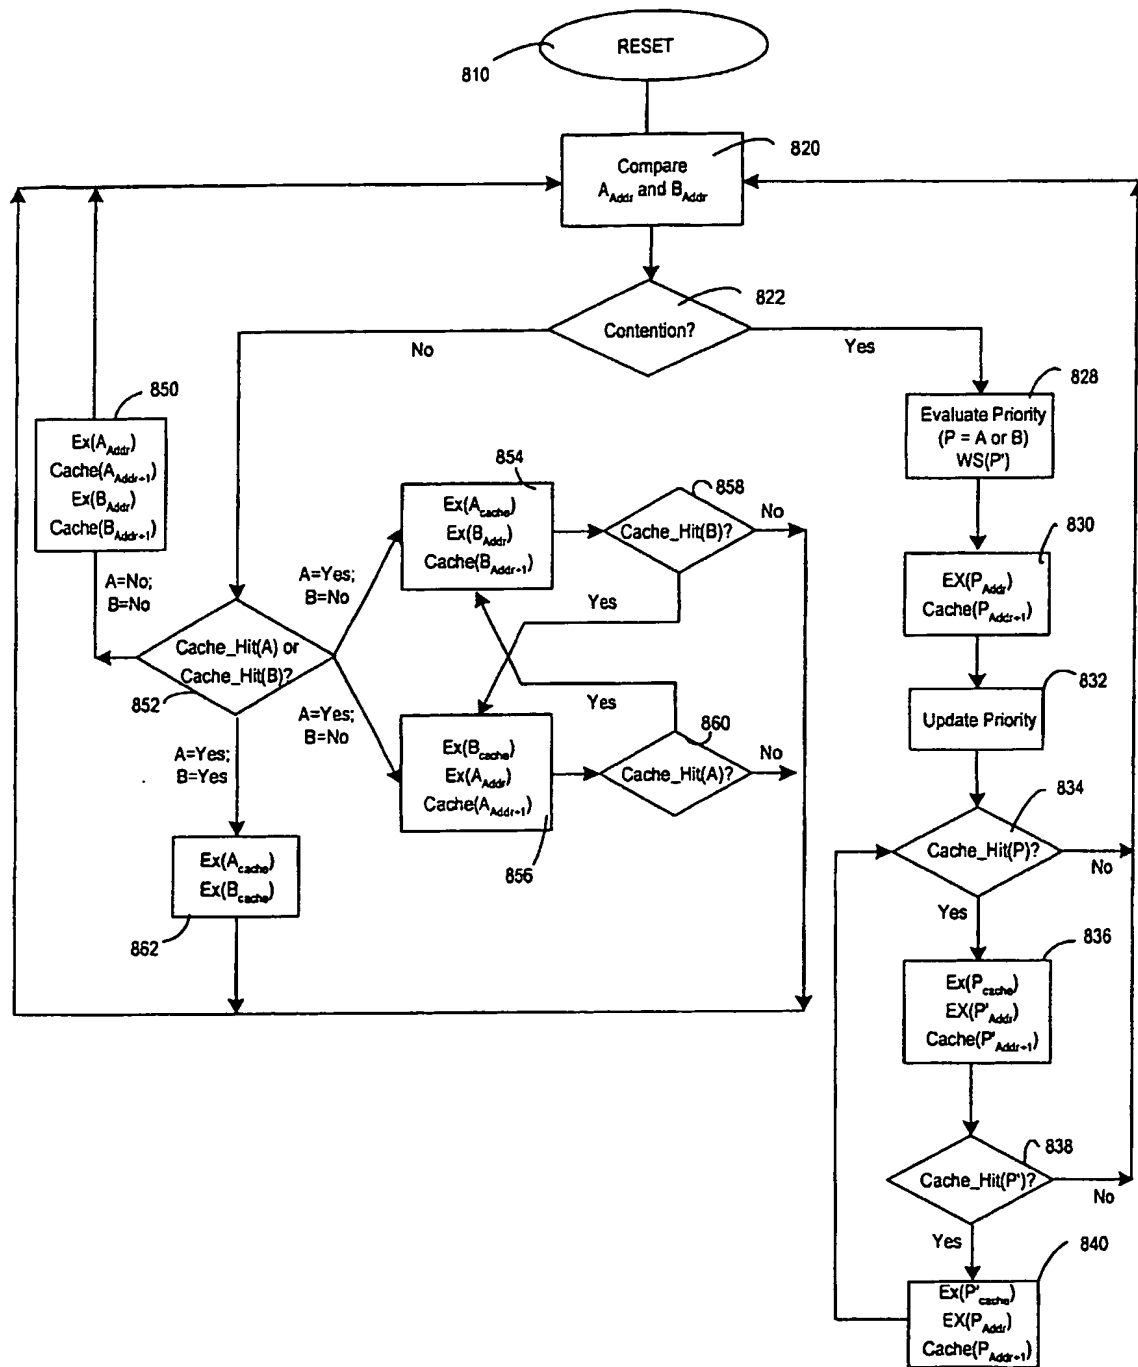 RESET
810
820
Compare
A_Addr and B_Addr
822
Contention?
No
Yes
828
Evaluate Priority
(P = A or B)
WS(P')
850
Ex(A_Addr)
Cache(A_Addr+1)
Ex(B_Addr)
Cache(B_Addr+1)
854
Ex(A_cache)
Ex(B_Addr)
Cache(B_Addr+1)
858
Cache_Hit(B)?
No
Yes
830
EX(P_Addr)
Cache(P_Addr+1)
A=No;
B=No
A=Yes;
B=No
Cache_Hit(A) or
Cache_Hit(B)?
852
A=Yes;
B=No
A=Yes;
B=Yes
832
Update Priority
Yes
860
Ex(B_cache)
Ex(A_Addr)
Cache(A_Addr+1)
856
Cache_Hit(A)?
No
834
Cache_Hit(P)?
No
Yes
Ex(A_cache)
Ex(B_cache)
862
836
Ex(P_cache)
EX(P'_Addr)
Cache(P'_Addr+1)
838
Cache_Hit(P')?
No
Yes
840
Ex(P'_cache)
EX(P_Addr)
Cache(P_Addr+1)